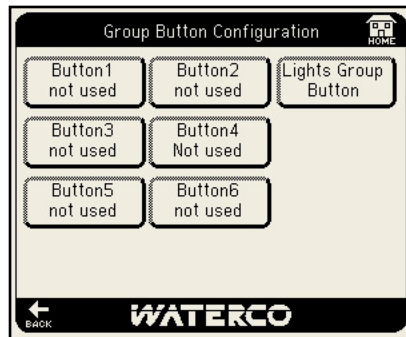 Group Button Configuration
HOME
Button1
not used
Button2
not used
Lights Group
Button
Button3
not used
Button4
Not used
Button5
not used
Button6
not used
BACK
WATERCO